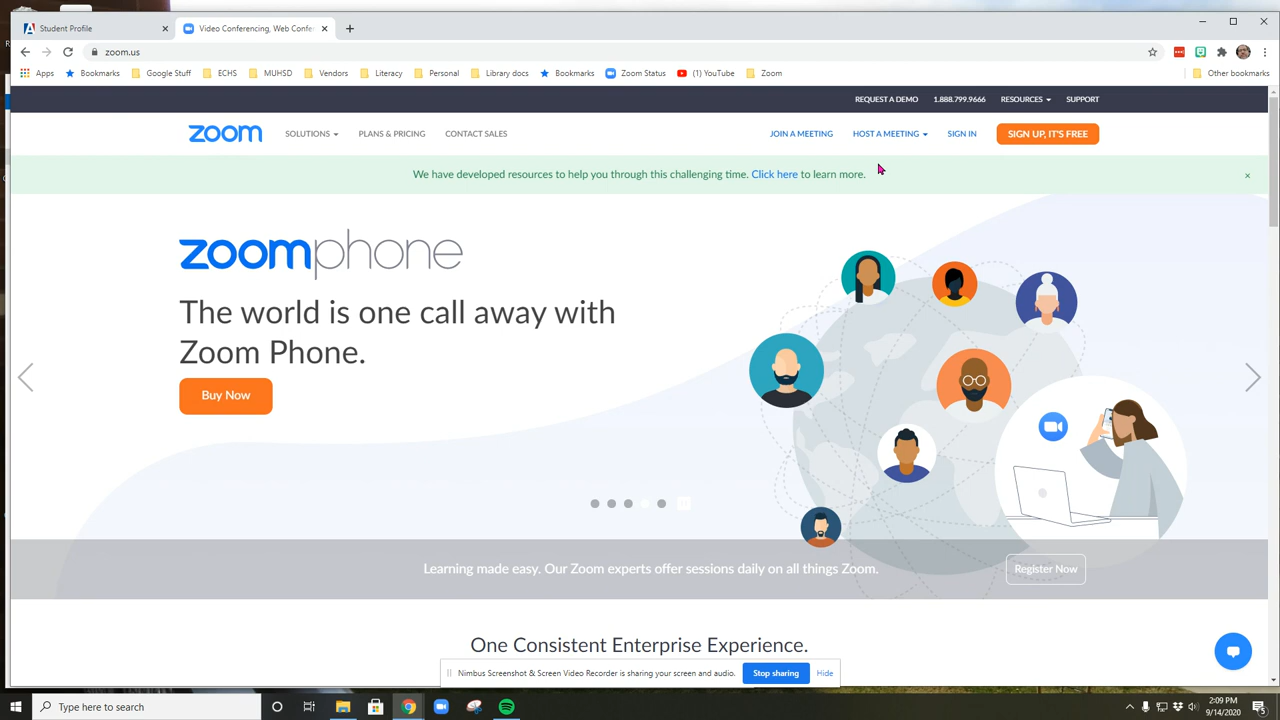 Student Profile
Video Conferencing, Web Confe
zoom.us
Apps Bookmarks Google Stuff ECHS MUHSD Vendors Literacy Personal Library docs Bookmarks Zoom Status (1) YouTube Zoom Other bookmarks
REQUEST A DEMO 1.888.799.9666 RESOURCES SUPPORT
zoom SOLUTIONS PLANS & PRICING CONTACT SALES JOIN A MEETING HOST A MEETING SIGN IN SIGN UP, IT'S FREE
We have developed resources to help you through this challenging time. Click here to learn more.
zoomphone
The world is one call away with
Zoom Phone.
Buy Now
Learning made easy. Our Zoom experts offer sessions daily on all things Zoom. Register Now
One Consistent Enterprise Experience.
Nimbus Screenshot & Screen Video Recorder is sharing your screen and audio. Stop sharing Hide
Type here to search
2:09 PM
9/14/2020